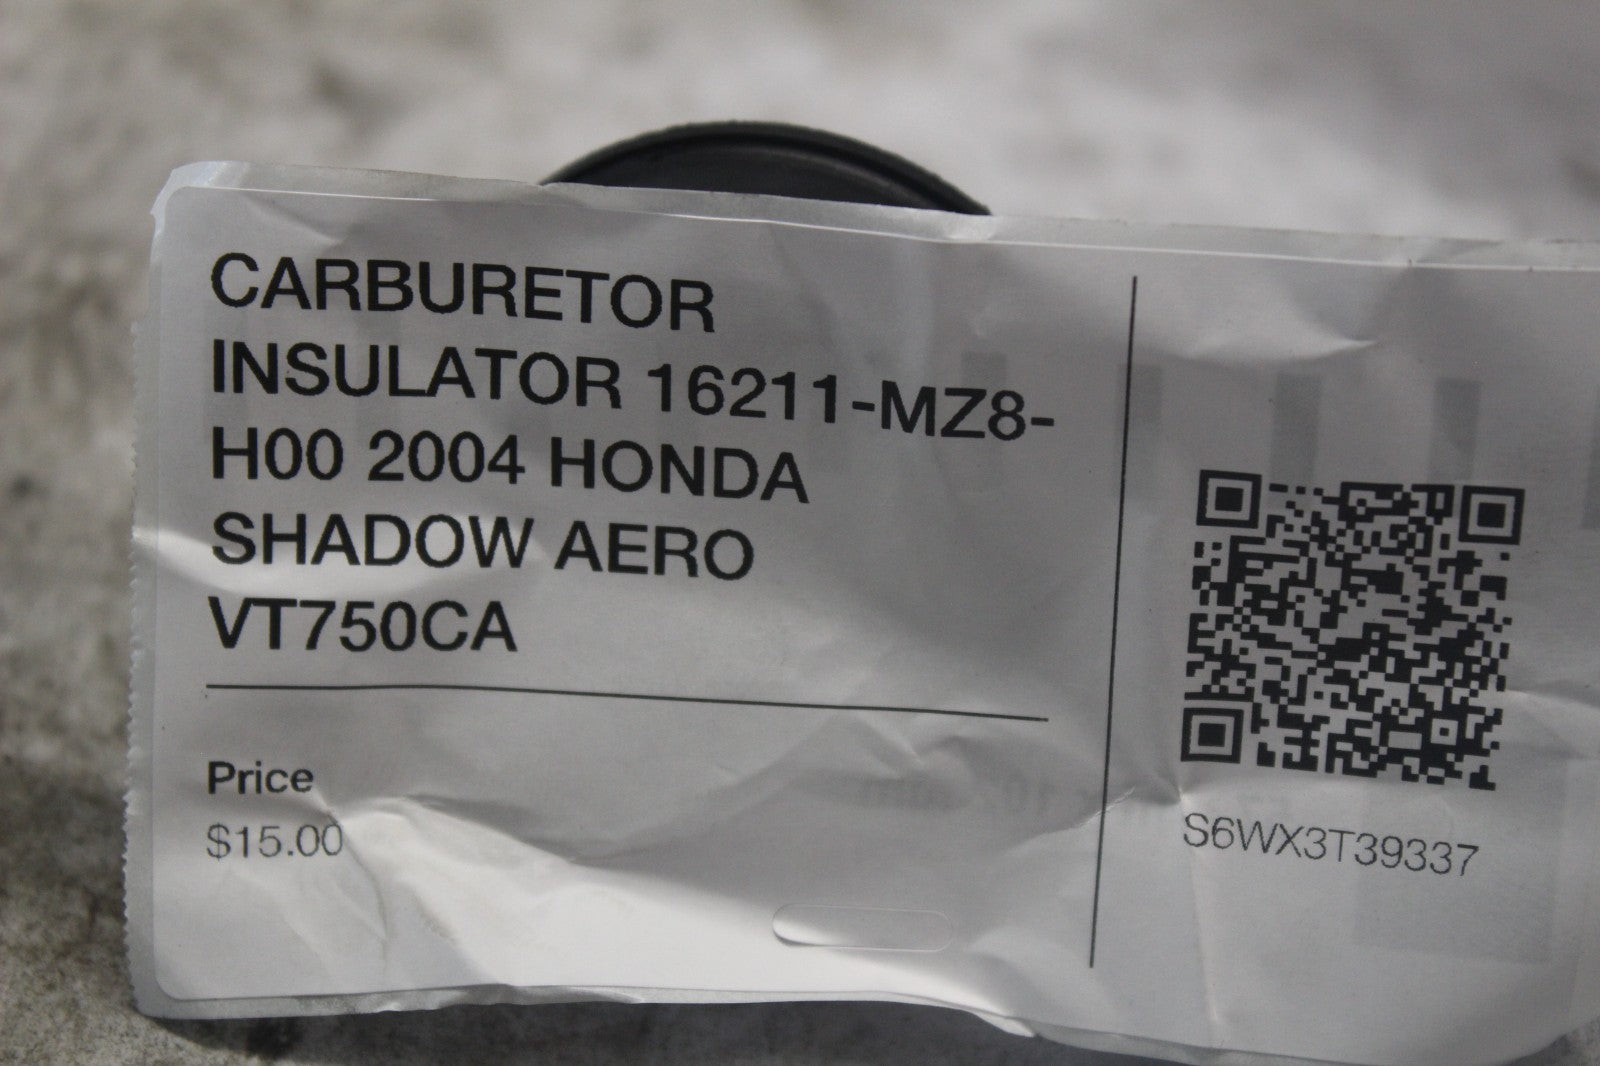 CARBURETOR
INSULATOR 16211-MZ8-
H00 2004 HONDA
SHADOW AERO
VT750CA
Price
$15.00
S6WX3T39337